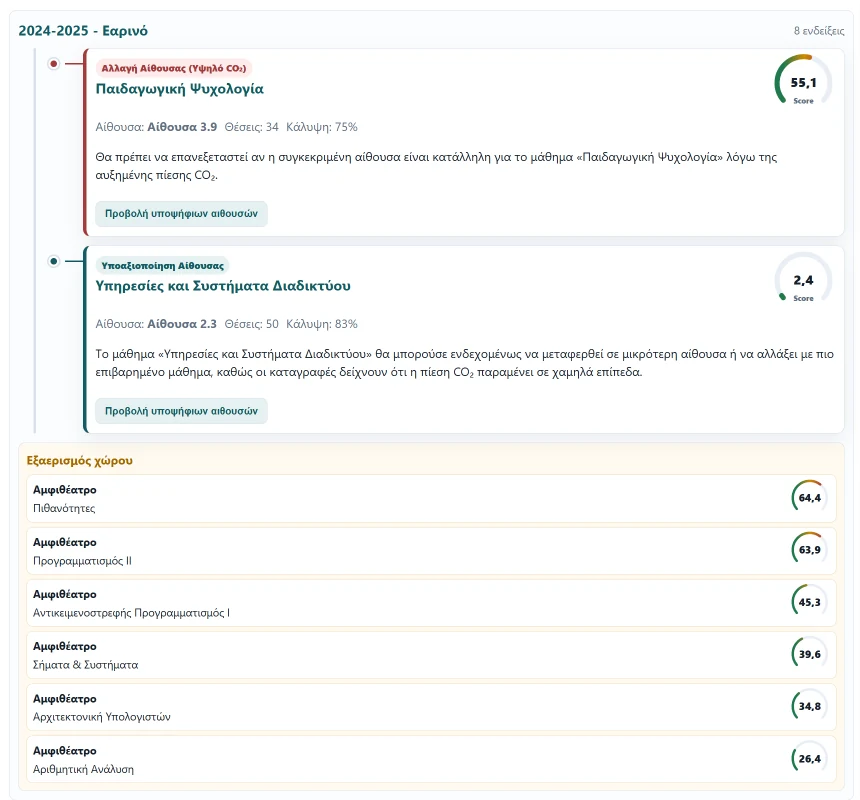 2024-2025 - Εαρινό
8 ενδείξεις
Αλλαγή Αίθουσας (Υψηλό CO₂)
Παιδαγωγική Ψυχολογία
55,1
Score
Αίθουσα: Αίθουσα 3.9 Θέσεις: 34 Κάλυψη: 75%
Θα πρέπει να επανεξεταστεί αν η συγκεκριμένη αίθουσα είναι κατάλληλη για το μάθημα «Παιδαγωγική Ψυχολογία» λόγω της
αυξημένης πίεσης CO₂.
Προβολή υποψήφιων αιθουσών
Υποαξιοποίηση Αίθουσας
Υπηρεσίες και Συστήματα Διαδικτύου
2,4
Score
Αίθουσα: Αίθουσα 2.3 Θέσεις: 50 Κάλυψη: 83%
Το μάθημα «Υπηρεσίες και Συστήματα Διαδικτύου» θα μπορούσε ενδεχομένως να μεταφερθεί σε μικρότερη αίθουσα ή να αλλάξει με πιο
επιβαρημένο μάθημα, καθώς οι καταγραφές δείχνουν ότι η πίεση CO₂ παραμένει σε χαμηλά επίπεδα.
Προβολή υποψήφιων αιθουσών
Εξαερισμός χώρου
Αμφιθέατρο
Πιθανότητες
64,4
Αμφιθέατρο
Προγραμματισμός ΙΙ
63,9
Αμφιθέατρο
Αντικειμενοστρεφής Προγραμματισμός Ι
45,3
Αμφιθέατρο
Σήματα & Συστήματα
39,6
Αμφιθέατρο
Αρχιτεκτονική Υπολογιστών
34,8
Αμφιθέατρο
Αριθμητική Ανάλυση
26,4